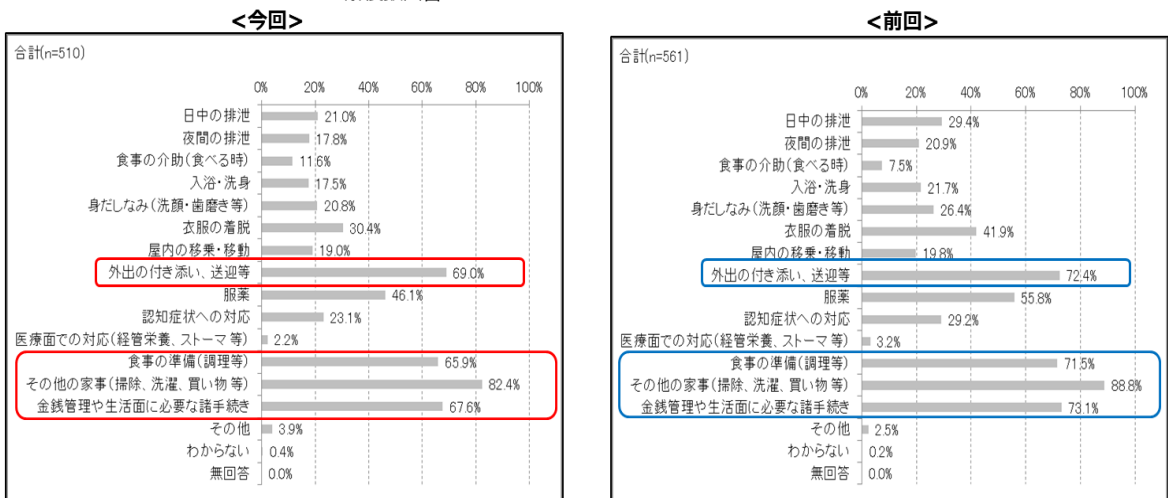 <今回>
合計(n=510)
0% 20% 40% 60% 80% 100%
日中の排泄 21.0%
夜間の排泄 17.8%
食事の介助(食べる時) 11.6%
入浴・洗身 17.5%
身だしなみ(洗顔・歯磨き等) 20.8%
衣服の着脱 30.4%
屋内の移乗・移動 19.0%
外出の付き添い、送迎等 69.0%
服薬 46.1%
認知症状への対応 23.1%
医療面での対応(経管栄養、ストーマ 等) 2.2%
食事の準備(調理等) 65.9%
その他の家事(掃除、洗濯、買い物 等) 82.4%
金銭管理や生活面に必要な諸手続き 67.6%
その他 3.9%
わからない 0.4%
無回答 0.0%
<前回>
合計(n=561)
0% 20% 40% 60% 80% 100%
日中の排泄 29.4%
夜間の排泄 20.9%
食事の介助(食べる時) 7.5%
入浴・洗身 21.7%
身だしなみ(洗顔・歯磨き等) 26.4%
衣服の着脱 41.9%
屋内の移乗・移動 19.8%
外出の付き添い、送迎等 72.4%
服薬 55.8%
認知症状への対応 29.2%
医療面での対応(経管栄養、ストーマ 等) 3.2%
食事の準備(調理等) 71.5%
その他の家事(掃除、洗濯、買い物 等) 88.8%
金銭管理や生活面に必要な諸手続き 73.1%
その他 2.5%
わからない 0.2%
無回答 0.0%